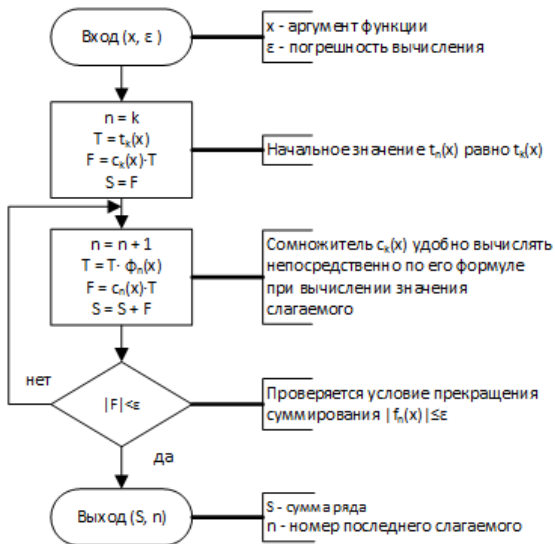 Вход (x, ε )
x - аргумент функции
ε - погрешность вычисления
n = k
T = tₖ(x)
F = cₖ(x)·T
S = F
Начальное значение tₙ(x) равно tₖ(x)
n = n + 1
T = T· φₙ(x)
F = cₙ(x)·T
S = S + F
Сомножитель cₖ(x) удобно вычислять
непосредственно по его формуле
при вычислении значения
слагаемого
нет
|F|<ε
Проверяется условие прекращения
суммирования |fₙ(x)|≤ε
да
Выход (S, n)
S - сумма ряда
n - номер последнего слагаемого